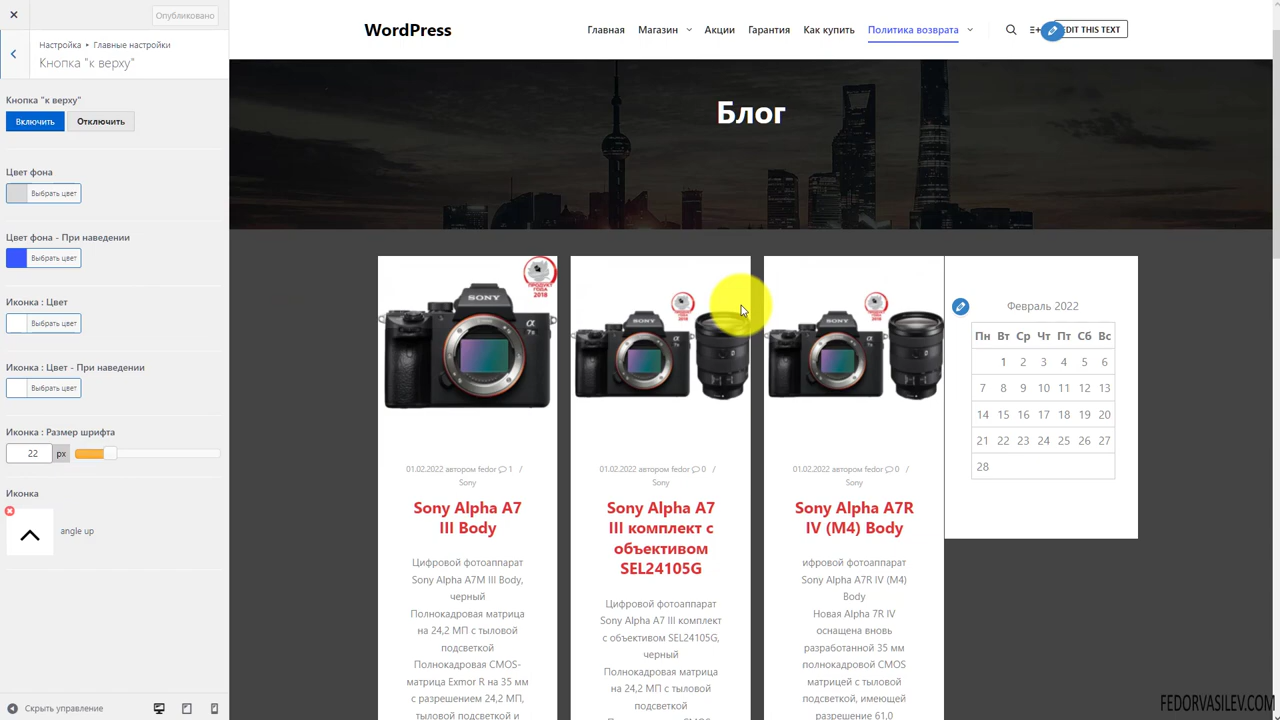 Опубликовано
Настройка ▸ Главные настройки
Кнопка "к верху"
Кнопка "к верху"
Включить Отключить
Цвет фона
Выбрать цвет
Цвет фона - При наведении
Выбрать цвет
Иконка : Цвет
Выбрать цвет
Иконка : Цвет - При наведении
Выбрать цвет
Иконка : Размер шрифта
22 px
Иконка
angle up
Скрыть управление
WordPress
Главная Магазин Акции Гарантия Как купить Политика возврата
EDIT THIS TEXT
Блог
ПРОДУКТ
ГОДА
2018
SONY
01.02.2022 автором fedor 1 /
Sony
Sony Alpha A7
III Body
Цифровой фотоаппарат
Sony Alpha A7M III Body,
черный
Полнокадровая матрица
на 24,2 МП с тыловой
подсветкой
Полнокадровая CMOS-
матрица Exmor R на 35 мм
с разрешением 24,2 МП,
тыловой подсветкой и
SONY
01.02.2022 автором fedor 0 /
Sony
Sony Alpha A7
III комплект с
объективом
SEL24105G
Цифровой фотоаппарат
Sony Alpha A7 III комплект
с объективом SEL24105G,
черный
Полнокадровая матрица
на 24,2 МП с тыловой
подсветкой
SONY
01.02.2022 автором fedor 0 /
Sony
Sony Alpha A7R
IV (M4) Body
ифровой фотоаппарат
Sony Alpha A7R IV (M4)
Body
Новая Alpha 7R IV
оснащена вновь
разработанной 35 мм
полнокадровой CMOS
матрицей с тыловой
подсветкой, имеющей
разрешение 61,0
Февраль 2022
Пн Вт Ср Чт Пт Сб Вс
1 2 3 4 5 6
7 8 9 10 11 12 13
14 15 16 17 18 19 20
21 22 23 24 25 26 27
28
FEDORVASILEV.COM